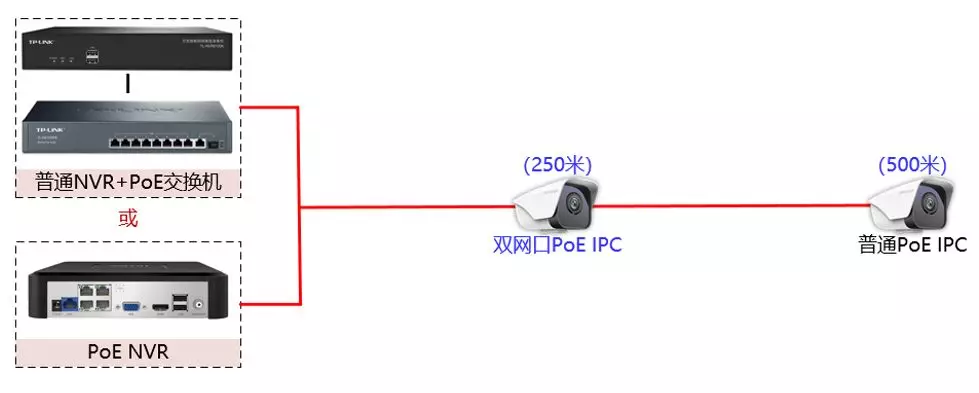 TP-LINK
TP-LINK
普通NVR+PoE交换机
或
PoE NVR
(250米)
双网口PoE IPC
(500米)
普通PoE IPC